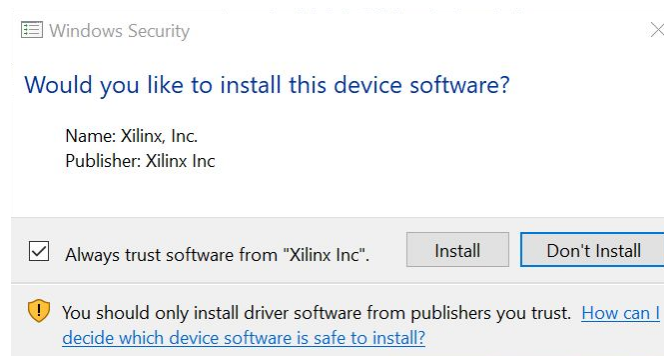 Windows Security
Would you like to install this device software?
Name: Xilinx, Inc.
Publisher: Xilinx Inc
Always trust software from "Xilinx Inc".
Install
Don't Install
You should only install driver software from publishers you trust. How can I
decide which device software is safe to install?